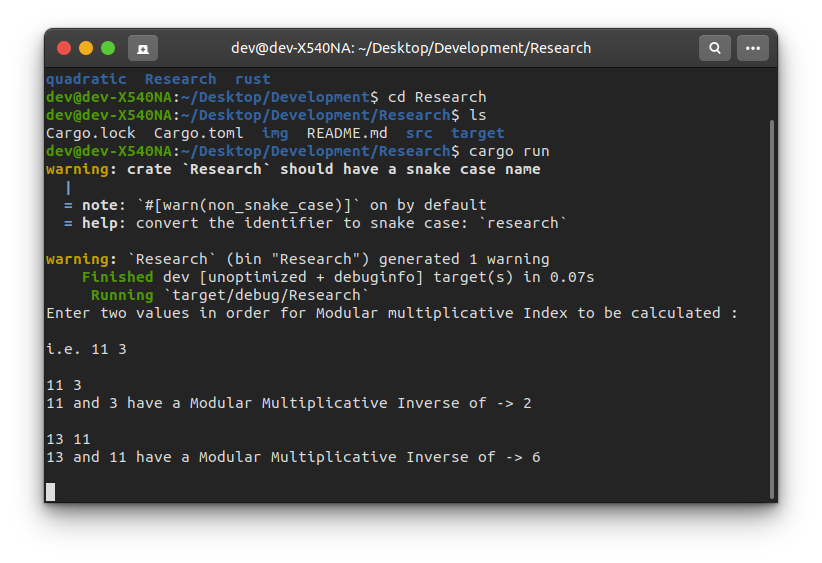 dev@dev-X540NA: ~/Desktop/Development/Research
quadratic  Research  rust
dev@dev-X540NA:~/Desktop/Development$ cd Research
dev@dev-X540NA:~/Desktop/Development/Research$ ls
Cargo.lock  Cargo.toml  img  README.md  src  target
dev@dev-X540NA:~/Desktop/Development/Research$ cargo run
warning: crate `Research` should have a snake case name
  |
  = note: `#[warn(non_snake_case)]` on by default
  = help: convert the identifier to snake case: `research`
warning: `Research` (bin "Research") generated 1 warning
    Finished dev [unoptimized + debuginfo] target(s) in 0.07s
     Running `target/debug/Research`
Enter two values in order for Modular multiplicative Index to be calculated :
i.e. 11 3
11 3
11 and 3 have a Modular Multiplicative Inverse of -> 2
13 11
13 and 11 have a Modular Multiplicative Inverse of -> 6